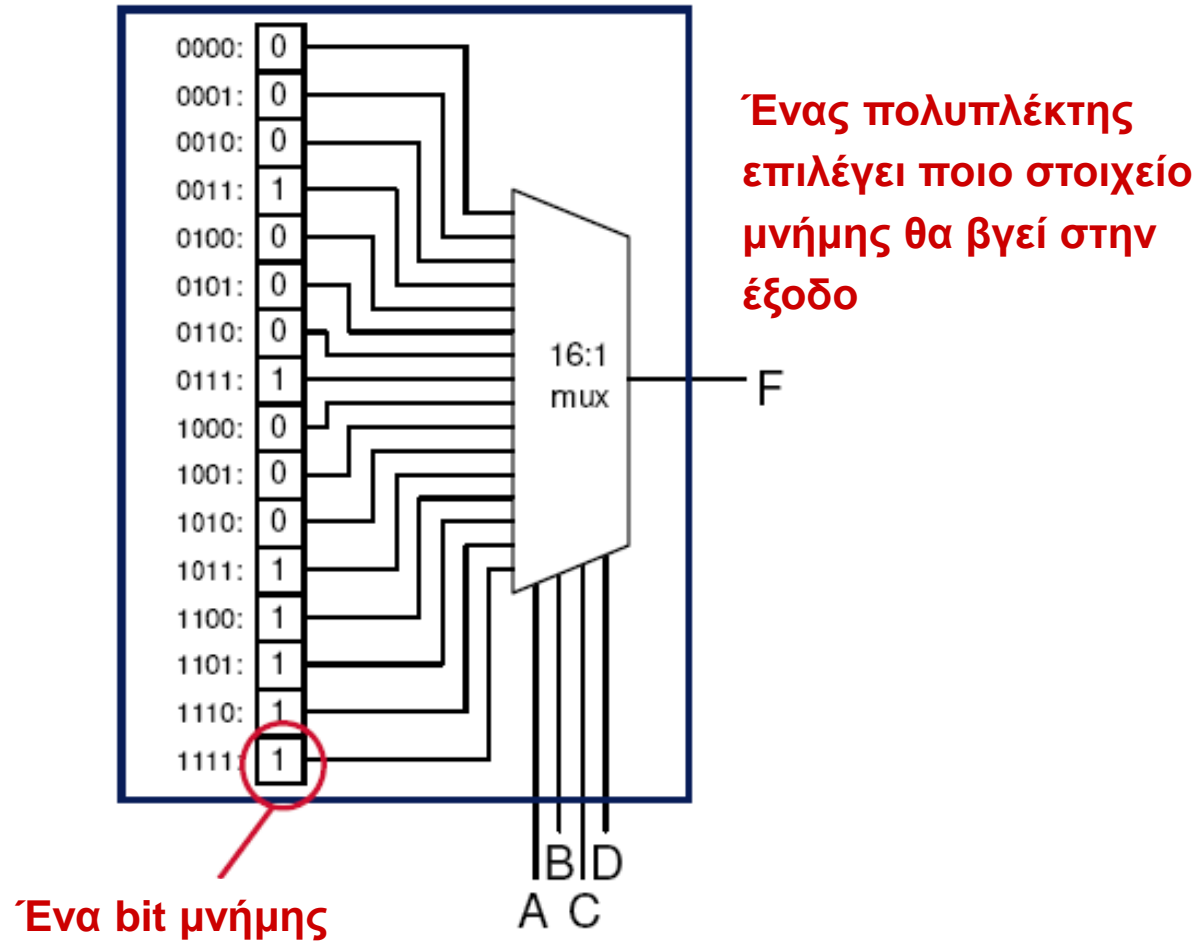 0000: 0
0001: 0
0010: 0
0011: 1
0100: 0
0101: 0
0110: 0
0111: 1
1000: 0
1001: 0
1010: 0
1011: 1
1100: 1
1101: 1
1110: 1
1111: 1
Ένας πολυπλέκτης
επιλέγει ποιο στοιχείο
μνήμης θα βγεί στην
έξοδο
16:1
mux
F
B D
A C
Ένα bit μνήμης